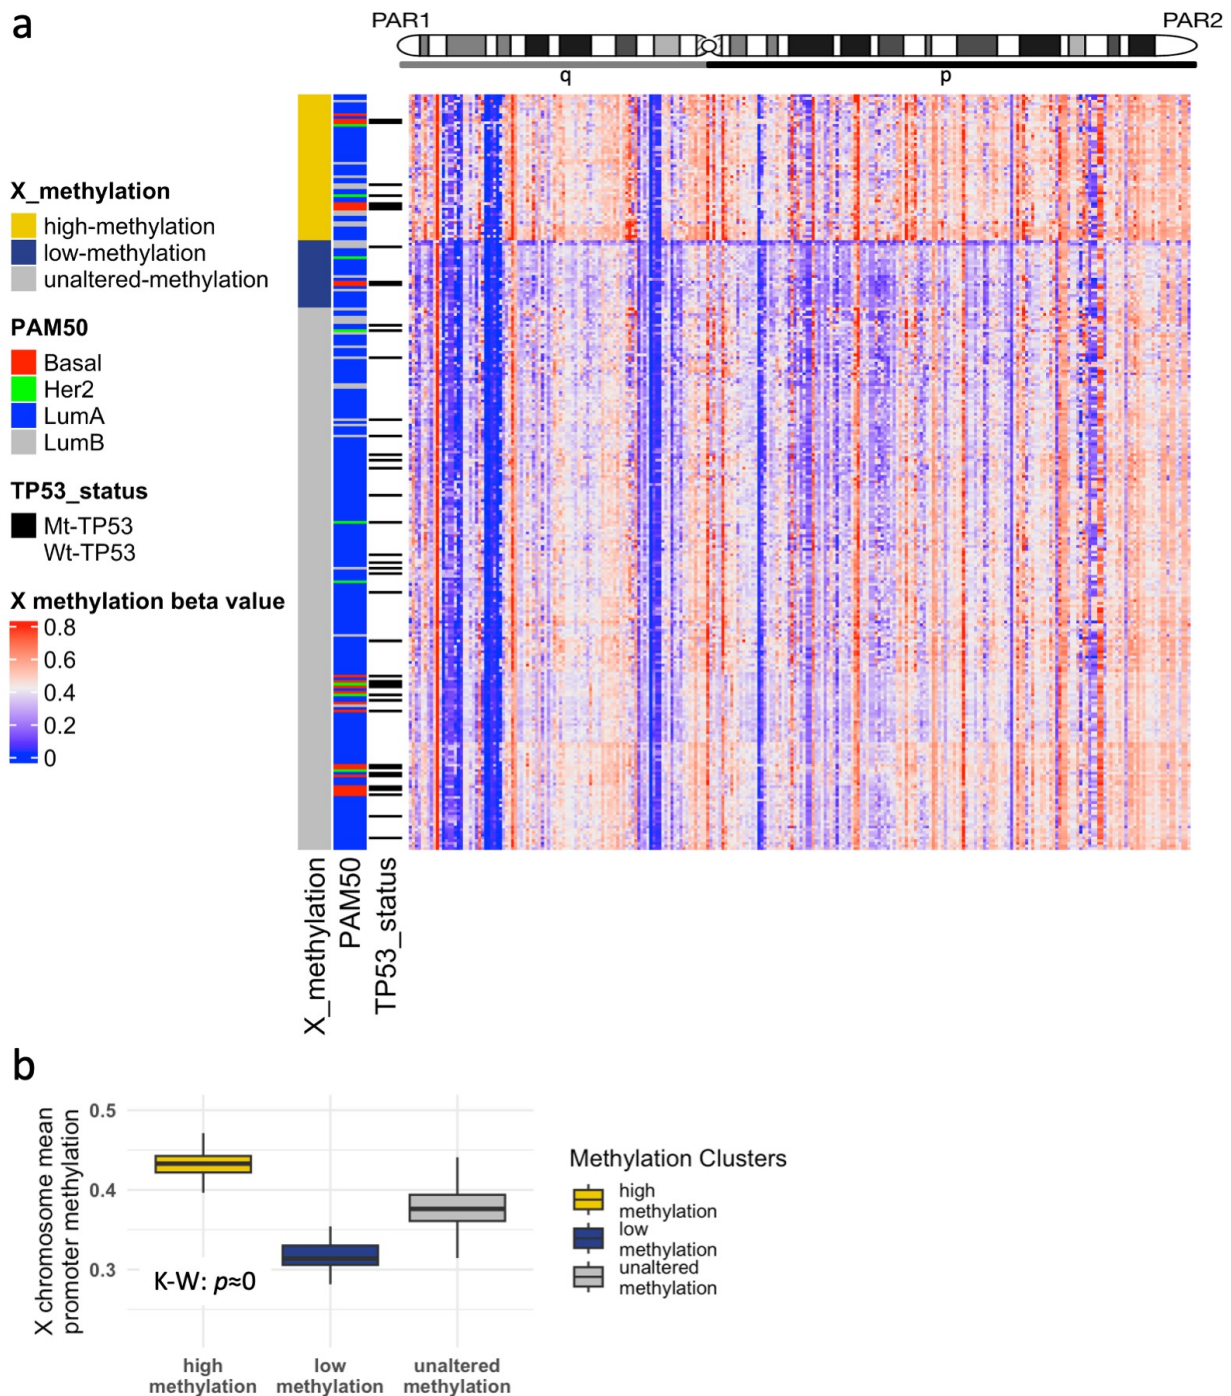 a
PAR1
PAR2
q
p
X_methylation
high-methylation
low-methylation
unaltered-methylation
PAM50
Basal
Her2
LumA
LumB
TP53_status
Mt-TP53
Wt-TP53
X methylation beta value
0.8
0.6
0.4
0.2
0
X_methylation
PAM50
TP53_status
b
X chromosome mean
promoter methylation
0.5
0.4
0.3
K-W: p≈0
high
methylation
low
methylation
unaltered
methylation
Methylation Clusters
high
methylation
low
methylation
unaltered
methylation